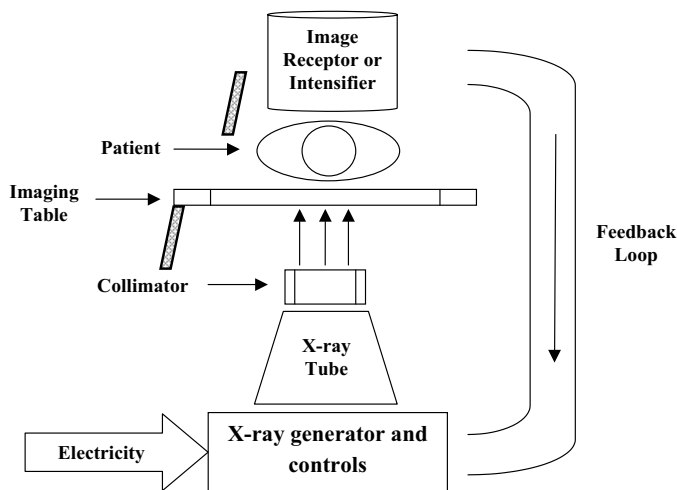 Image
Receptor or
Intensifier
Patient
Imaging
Table
Feedback
Loop
Collimator
X-ray
Tube
X-ray generator and
controls
Electricity